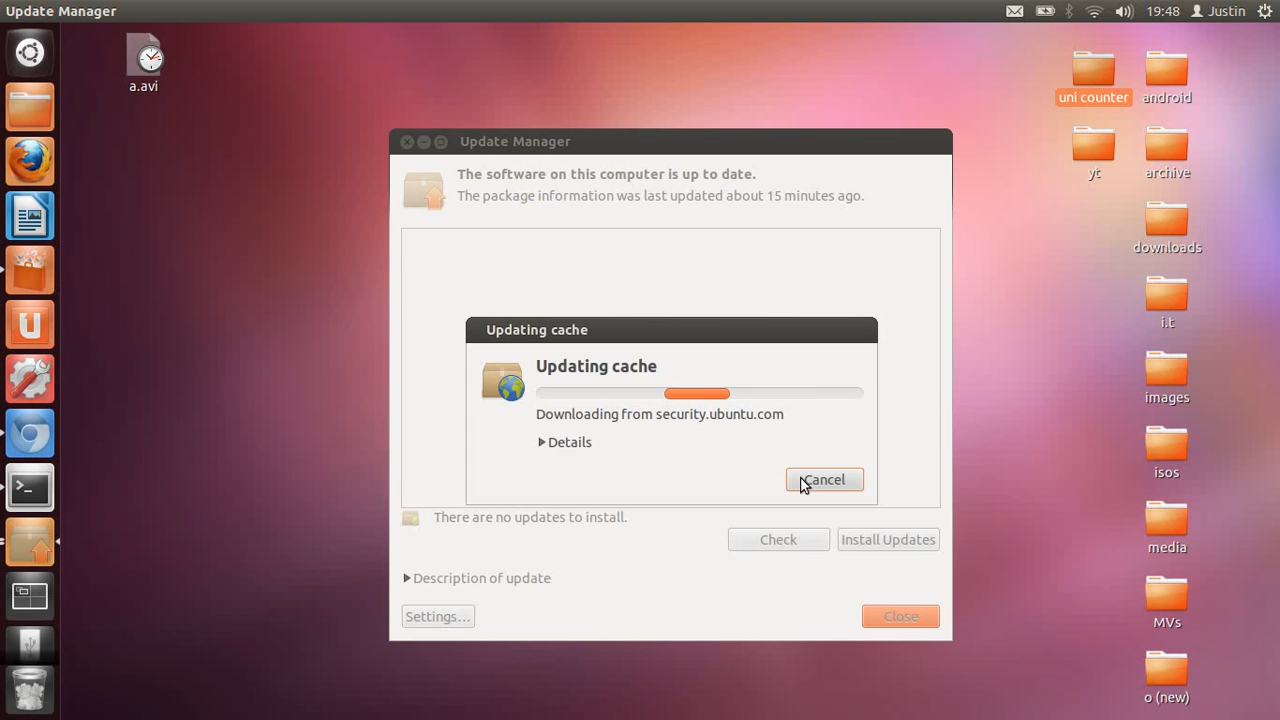 Update Manager
19:48
Justin
a.avi
uni counter
android
yt
archive
downloads
i.t
images
isos
media
MVs
o (new)
Update Manager
The software on this computer is up to date.
The package information was last updated about 15 minutes ago.
Updating cache
Updating cache
Downloading from security.ubuntu.com
Details
Cancel
There are no updates to install.
Check
Install Updates
Description of update
Settings...
Close